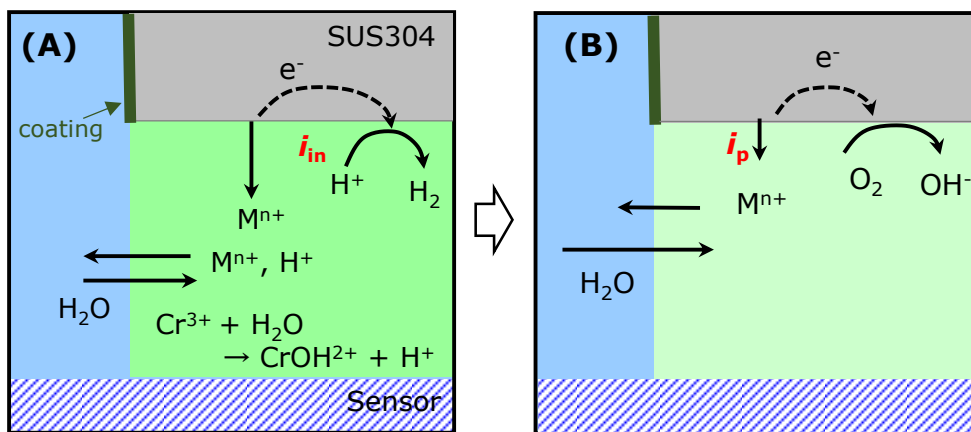 (A)
SUS304
e⁻
coating
i_in
H⁺
H₂
Mⁿ⁺
Mⁿ⁺, H⁺
H₂O
Cr³⁺ + H₂O
→ CrOH²⁺ + H⁺
Sensor
(B)
e⁻
i_p
O₂
OH⁻
Mⁿ⁺
H₂O